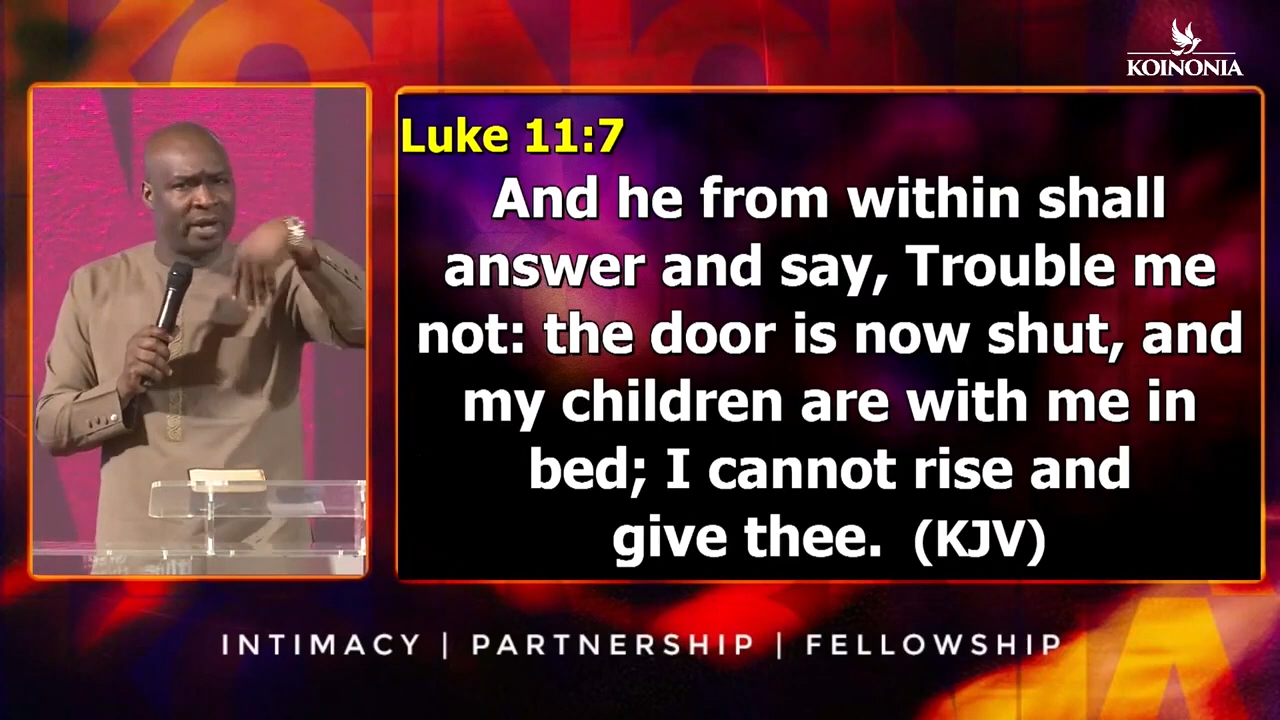 KOINONIA
Luke 11:7
And he from within shall
answer and say, Trouble me
not: the door is now shut, and
my children are with me in
bed; I cannot rise and
give thee. (KJV)
INTIMACY | PARTNERSHIP | FELLOWSHIP